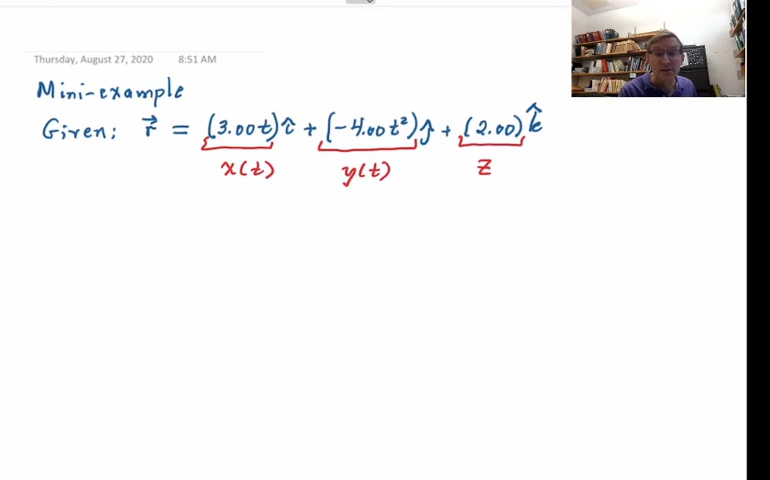 Thursday, August 27, 2020 8:51 AM
Mini-example
Given: r⃗ = (3.00t)î + (-4.00t²)ĵ + (2.00)k̂
x(t) y(t) z